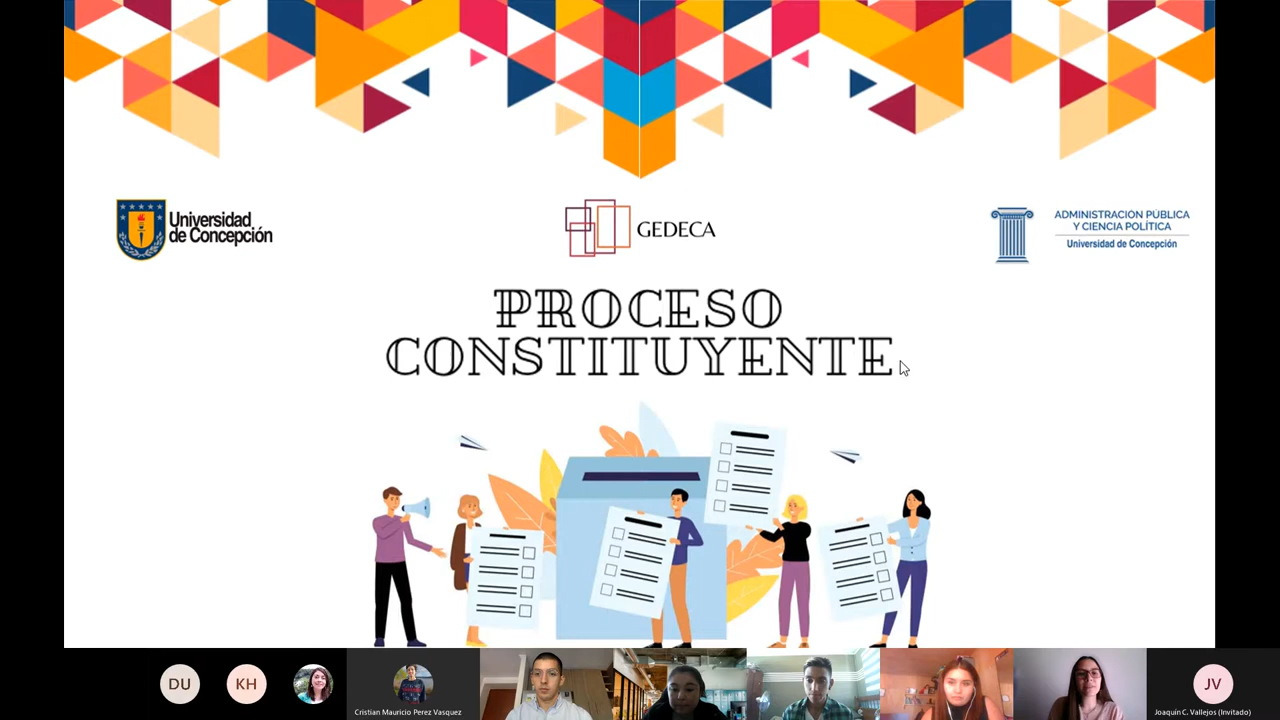 Universidad
de Concepción
GEDECA
ADMINISTRACIÓN PÚBLICA
Y CIENCIA POLÍTICA
Universidad de Concepción
PROCESO
CONSTITUYENTE
DU
KH
Cristian Mauricio Perez Vasquez
JV
Joaquín C. Vallejos (Invitado)